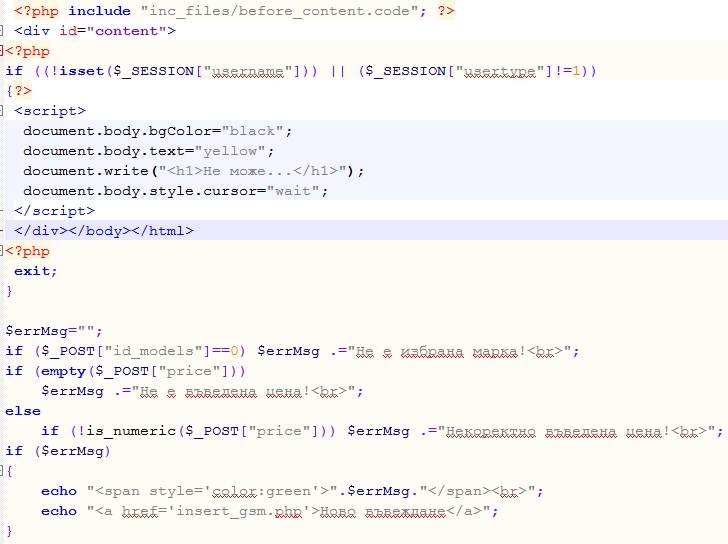 <?php include "inc_files/before_content.code"; ?>
<div id="content">
<?php
if ((!isset($_SESSION["username"])) || ($_SESSION["usertype"]!=1))
{?>
<script>
document.body.bgColor="black";
document.body.text="yellow";
document.write("<h1>Не може...</h1>");
document.body.style.cursor="wait";
</script>
</div></body></html>
<?php
exit;
}
$errMsg="";
if ($_POST["id_models"]==0) $errMsg .="Не е избрана марка!<br>";
if (empty($_POST["price"]))
$errMsg .="Не е въведена цена!<br>";
else
if (!is_numeric($_POST["price"])) $errMsg .="Некоректно въведена цена!<br>";
if ($errMsg)
{
echo "<span style='color:green'>".$errMsg."</span><br>";
echo "<a href='insert_gsm.php'>Ново въвеждане</a>";
}